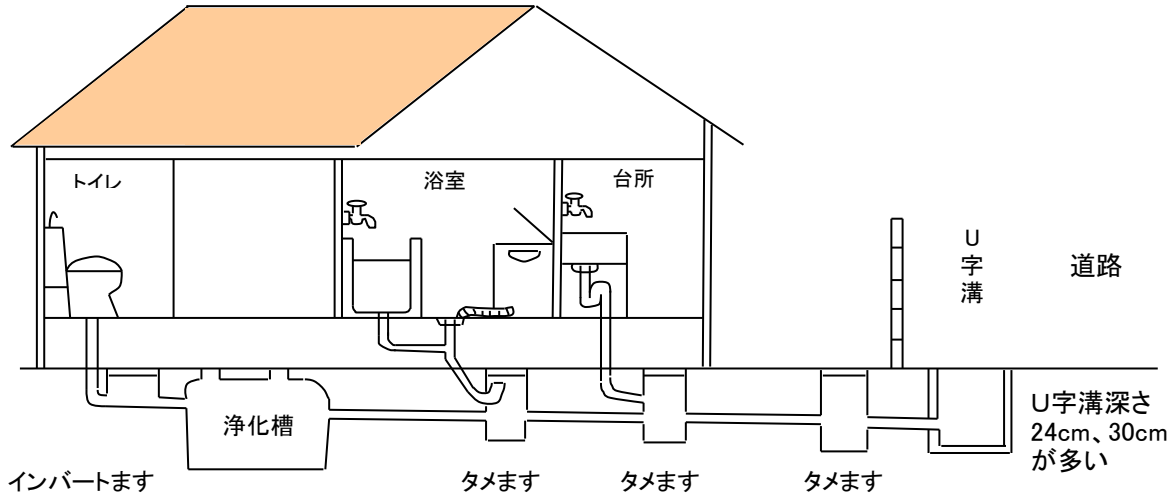 トイレ
浴室
台所
U字溝
道路
浄化槽
U字溝深さ
24cm、30cm
が多い
インバートます
タメます
タメます
タメます